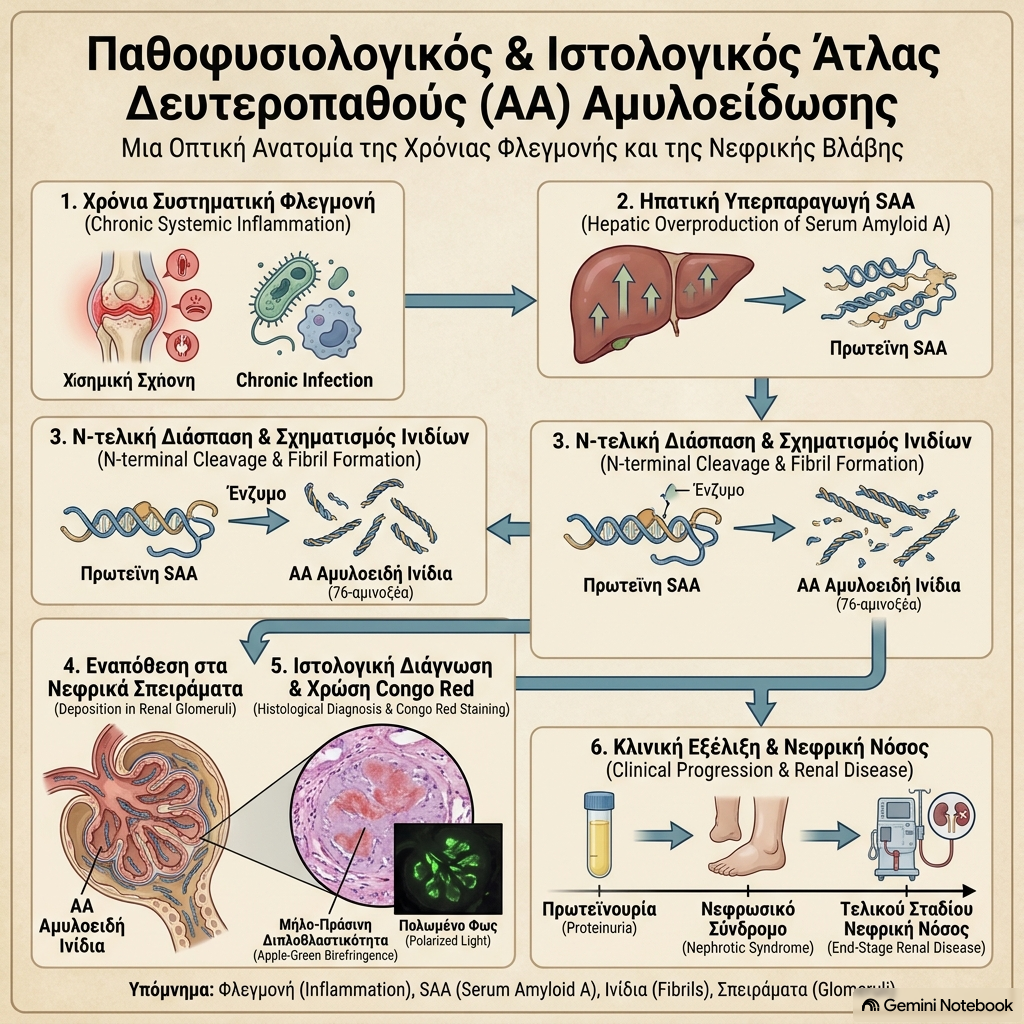 Παθοφυσιολογικός & Ιστολογικός Άτλας
Δευτεροπαθούς (AA) Αμυλοείδωσης
Μια Οπτική Ανατομία της Χρόνιας Φλεγμονής και της Νεφρικής Βλάβης
1. Χρόνια Συστηματική Φλεγμονή
(Chronic Systemic Inflammation)
Χισημική Σχήονη
Chronic Infection
2. Ηπατική Υπερπαραγωγή SAA
(Hepatic Overproduction of Serum Amyloid A)
Πρωτεΐνη SAA
3. Ν-τελική Διάσπαση & Σχηματισμός Ινιδίων
(N-terminal Cleavage & Fibril Formation)
Ένζυμο
Πρωτεΐνη SAA
AA Αμυλοειδή Ινίδια
(76-αμινοξέα)
3. Ν-τελική Διάσπαση & Σχηματισμός Ινιδίων
(N-terminal Cleavage & Fibril Formation)
Ένζυμο
Πρωτεΐνη SAA
AA Αμυλοειδή Ινίδια
(76-αμινοξέα)
4. Εναπόθεση στα
Νεφρικά Σπειράματα
(Deposition in Renal Glomeruli)
AA
Αμυλοειδή
Ινίδια
5. Ιστολογική Διάγνωση
& Χρώση Congo Red
(Histological Diagnosis & Congo Red Staining)
Μήλο-Πράσινη
Διπλοθλαστικότητα
(Apple-Green Birefringence)
Πολωμένο Φως
(Polarized Light)
6. Κλινική Εξέλιξη & Νεφρική Νόσος
(Clinical Progression & Renal Disease)
Πρωτεϊνουρία
(Proteinuria)
Νεφρωσικό
Σύνδρομο
(Nephrotic Syndrome)
Τελικού Σταδίου
Νεφρική Νόσος
(End-Stage Renal Disease)
Υπόμνημα: Φλεγμονή (Inflammation), SAA (Serum Amyloid A), Ινίδια (Fibrils), Σπειράματα (Glomeruli)
Gemini Notebook